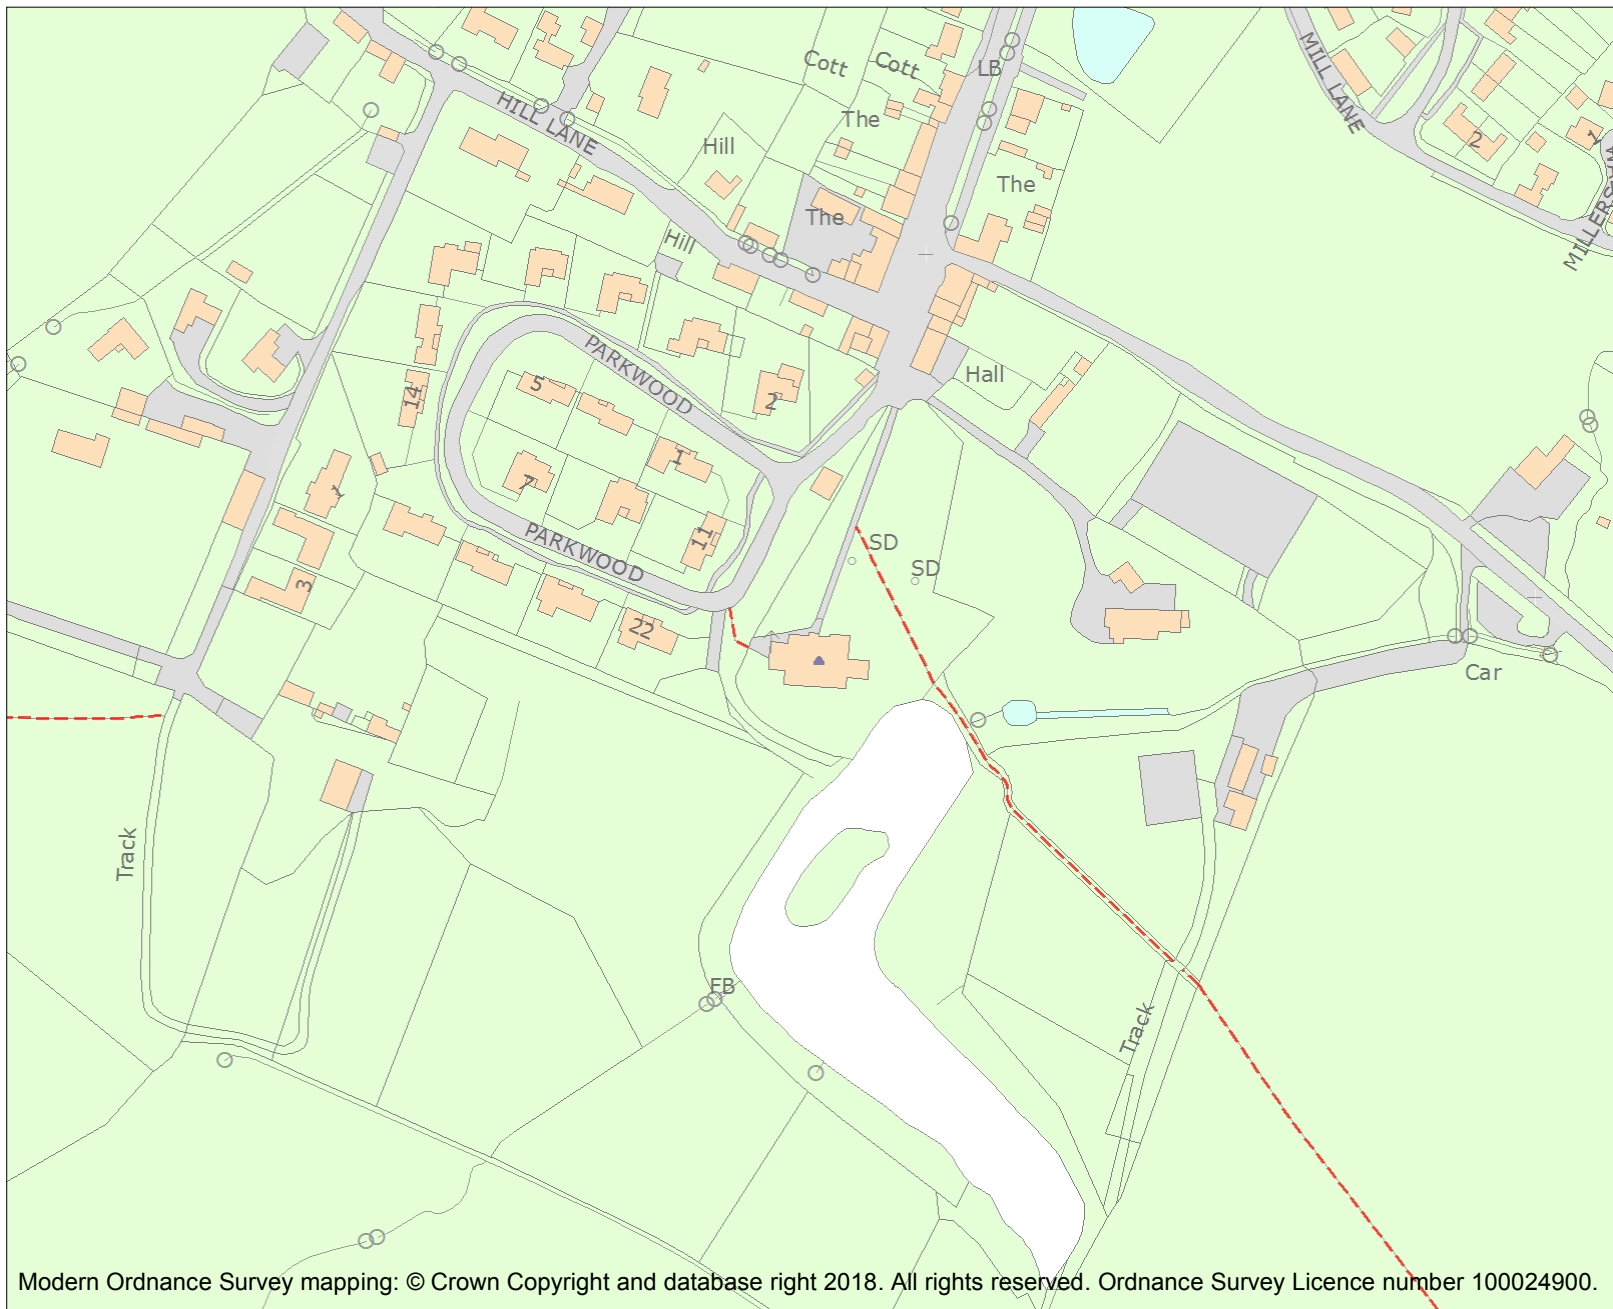 Cott
Cott
LB
MILL LANE
HILL LANE
The
Hill
2
1
The
The
Hill
MILLERS
PARKWOOD
Hall
5
14
2
1
7
1
11
PARKWOOD
SD
SD
3
22
Car
Track
FB
Track
Modern Ordnance Survey mapping: © Crown Copyright and database right 2018. All rights reserved. Ordnance Survey Licence number 100024900.